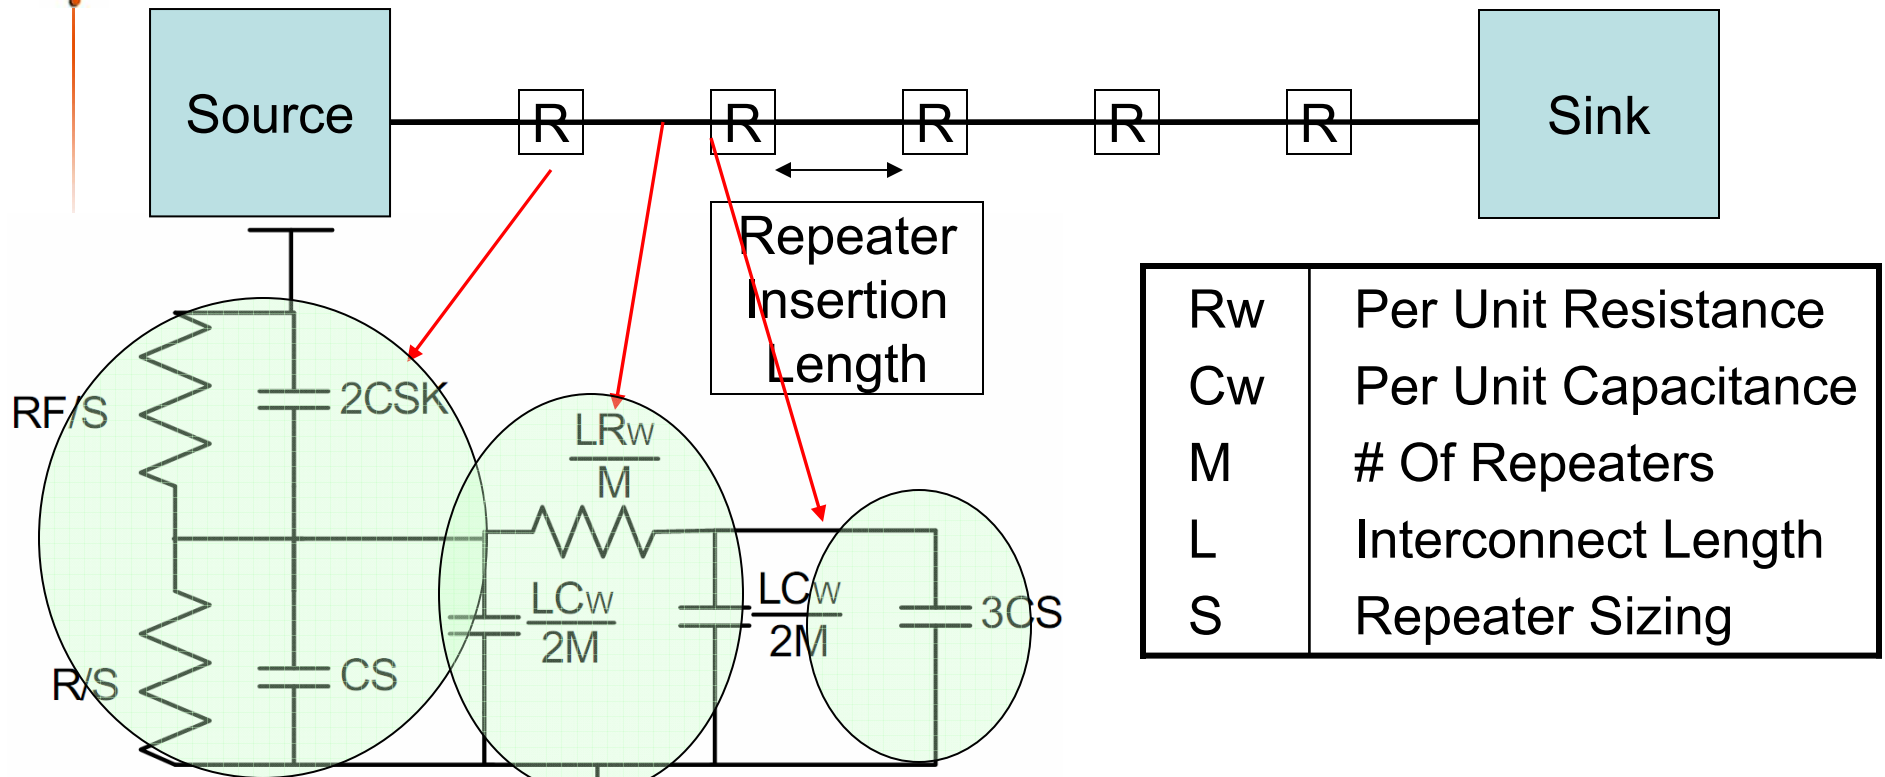 Source
R
R
R
R
R
Sink
Repeater
Insertion
Length
Rw Per Unit Resistance
Cw Per Unit Capacitance
M # Of Repeaters
L Interconnect Length
S Repeater Sizing
RF/S
2CSK
R/S
CS
LRW
M
LCW
2M
LCW
2M
3CS